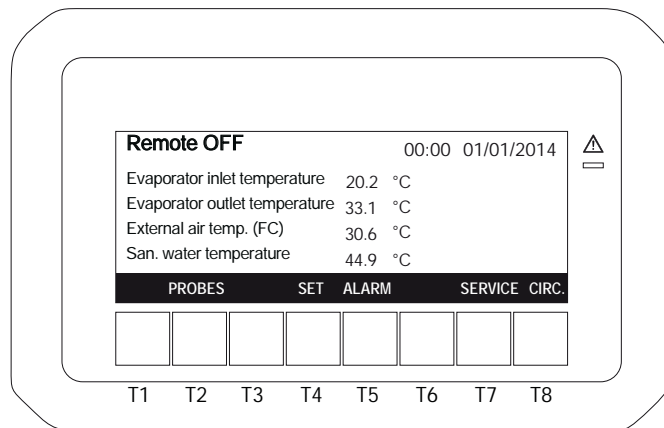 Remote OFF 00:00 01/01/2014
Evaporator inlet temperature 20.2 °C
Evaporator outlet temperature 33.1 °C
External air temp. (FC) 30.6 °C
San. water temperature 44.9 °C
PROBES SET ALARM SERVICE CIRC.
T1 T2 T3 T4 T5 T6 T7 T8